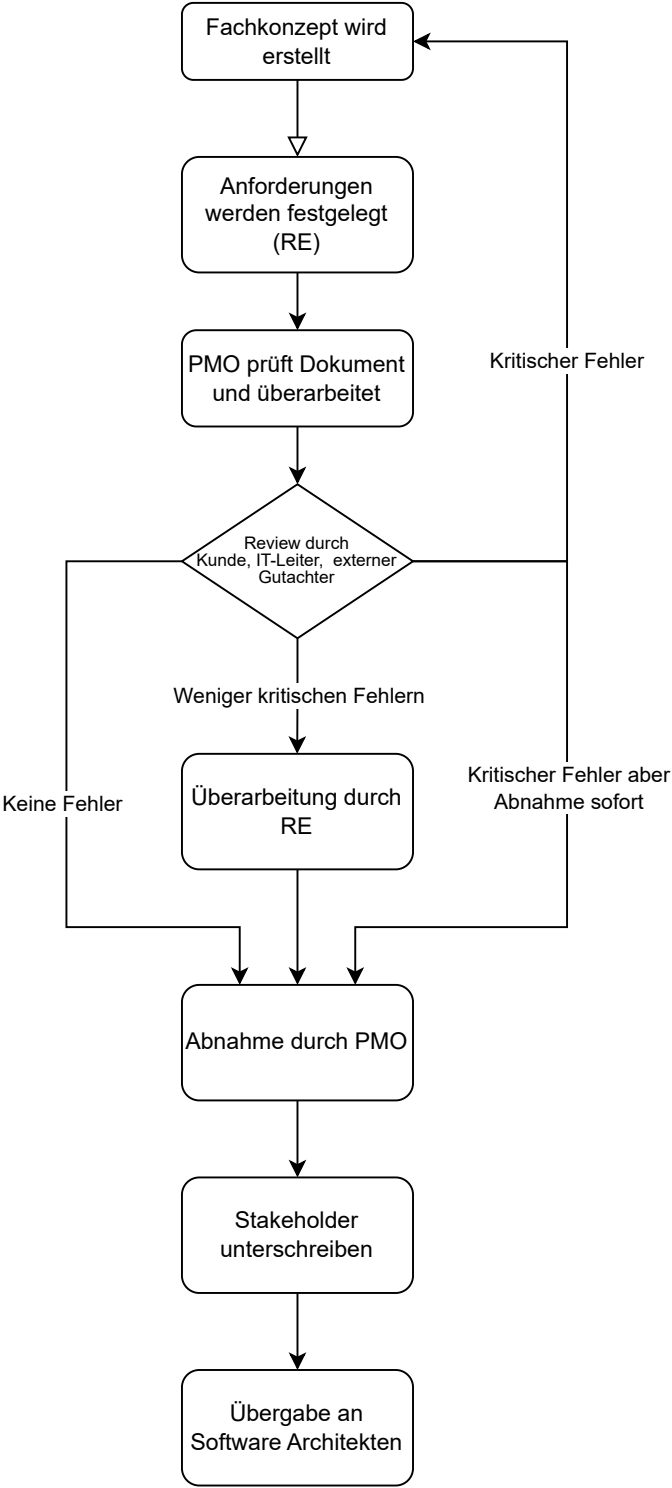 Fachkonzept wird
erstellt
Anforderungen
werden festgelegt
(RE)
PMO prüft Dokument
und überarbeitet
Kritischer Fehler
Review durch
Kunde, IT-Leiter,  externer
Gutachter
Weniger kritischen Fehlern
Kritischer Fehler aber
Abnahme sofort
Keine Fehler
Überarbeitung durch
RE
Abnahme durch PMO
Stakeholder
unterschreiben
Übergabe an
Software Architekten